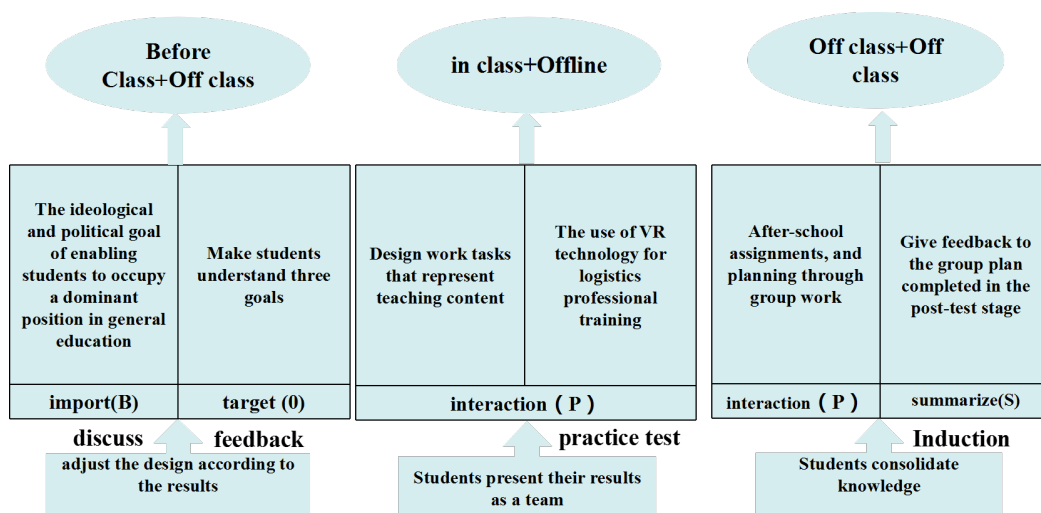 Before
Class+Off class
in class+Offline
Off class+Off
class
The ideological
and political goal
of enabling
students to occupy
a dominant
position in general
education
Make students
understand three
goals
Design work tasks
that represent
teaching content
The use of VR
technology for
logistics
professional
training
After-school
assignments, and
planning through
group work
Give feedback to
the group plan
completed in the
post-test stage
import(B)
target (0)
interaction（P）
interaction（P）
summarize(S)
discuss
feedback
practice test
Induction
adjust the design according to
the results
Students present their results
as a team
Students consolidate
knowledge